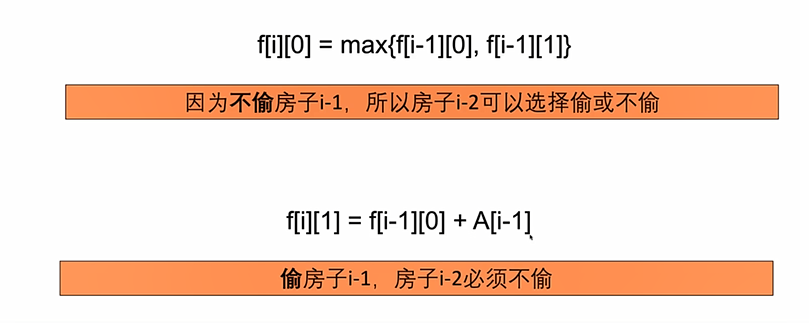 f[i][0] = max{f[i-1][0], f[i-1][1]}
因为不偷房子i-1，所以房子i-2可以选择偷或不偷
f[i][1] = f[i-1][0] + A[i-1]
偷房子i-1，房子i-2必须不偷